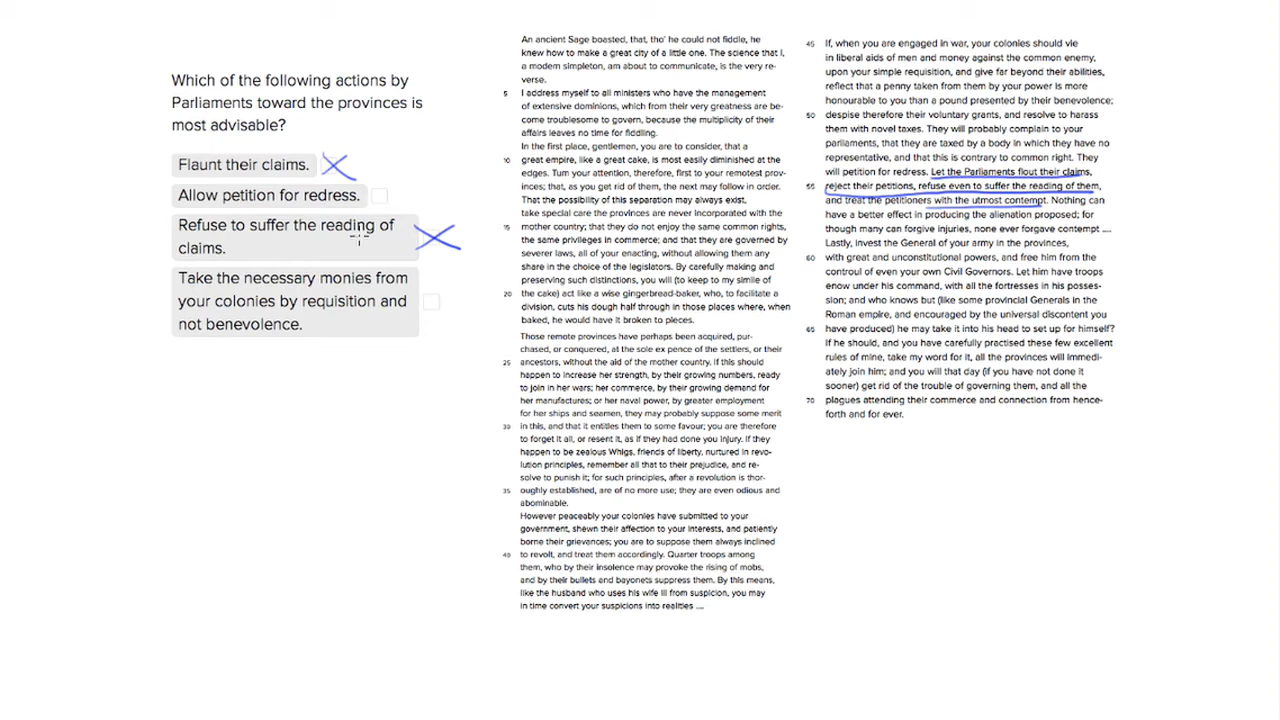 Which of the following actions by
Parliaments toward the provinces is
most advisable?
Flaunt their claims.
Allow petition for redress.
Refuse to suffer the reading of
claims.
Take the necessary monies from
your colonies by requisition and
not benevolence.
An ancient Sage boasted, that, tho' he could not fiddle, he
knew how to make a great city of a little one. The science that I,
a modern simpleton, am about to communicate, is the very re-
verse.
5 I address myself to all ministers who have the management
of extensive dominions, which from their very greatness are be-
come troublesome to govern, because the multiplicity of their
affairs leaves no time for fiddling.
In the first place, gentlemen, you are to consider, that a
10 great empire, like a great cake, is most easily diminished at the
edges. Turn your attention, therefore, first to your remotest prov-
inces; that, as you get rid of them, the next may follow in order.
That the possibility of this separation may always exist,
take special care the provinces are never incorporated with the
15 mother country; that they do not enjoy the same common rights,
the same privileges in commerce; and that they are governed by
severer laws, all of your enacting, without allowing them any
share in the choice of the legislators. By carefully making and
preserving such distinctions, you will (to keep to my simile of
20 the cake) act like a wise gingerbread-baker, who, to facilitate a
division, cuts his dough half through in those places where, when
baked, he would have it broken to pieces.
Those remote provinces have perhaps been acquired, pur-
chased, or conquered, at the sole ex pence of the settlers, or their
25 ancestors, without the aid of the mother country. If this should
happen to increase her strength, by their growing numbers, ready
to join in her wars; her commerce, by their growing demand for
her manufactures; or her naval power, by greater employment
for her ships and seamen, they may probably suppose some merit
30 in this, and that it entitles them to some favour; you are therefore
to forget it all, or resent it, as if they had done you injury. If they
happen to be zealous Whigs, friends of liberty, nurtured in revo-
lution principles, remember all that to their prejudice, and re-
solve to punish it; for such principles, after a revolution is thor-
35 oughly established, are of no more use; they are even odious and
abominable.
However peaceably your colonies have submitted to your
government, shewn their affection to your interests, and patiently
borne their grievances; you are to suppose them always inclined
40 to revolt, and treat them accordingly. Quarter troops among
them, who by their insolence may provoke the rising of mobs,
and by their bullets and bayonets suppress them. By this means,
like the husband who uses his wife ill from suspicion, you may
in time convert your suspicions into realities ....
45 If, when you are engaged in war, your colonies should vie
in liberal aids of men and money against the common enemy,
upon your simple requisition, and give far beyond their abilities,
reflect that a penny taken from them by your power is more
honourable to you than a pound presented by their benevolence;
50 despise therefore their voluntary grants, and resolve to harass
them with novel taxes. They will probably complain to your
parliaments, that they are taxed by a body in which they have no
representative, and that this is contrary to common right. They
will petition for redress. Let the Parliaments flout their claims,
55 reject their petitions, refuse even to suffer the reading of them,
and treat the petitioners with the utmost contempt. Nothing can
have a better effect in producing the alienation proposed; for
though many can forgive injuries, none ever forgave contempt ....
Lastly, invest the General of your army in the provinces,
60 with great and unconstitutional powers, and free him from the
controul of even your own Civil Governors. Let him have troops
enow under his command, with all the fortresses in his posses-
sion; and who knows but (like some provincial Generals in the
Roman empire, and encouraged by the universal discontent you
65 have produced) he may take it into his head to set up for himself?
If he should, and you have carefully practised these few excellent
rules of mine, take my word for it, all the provinces will immedi-
ately join him; and you will that day (if you have not done it
sooner) get rid of the trouble of governing them, and all the
70 plagues attending their commerce and connection from hence-
forth and for ever.